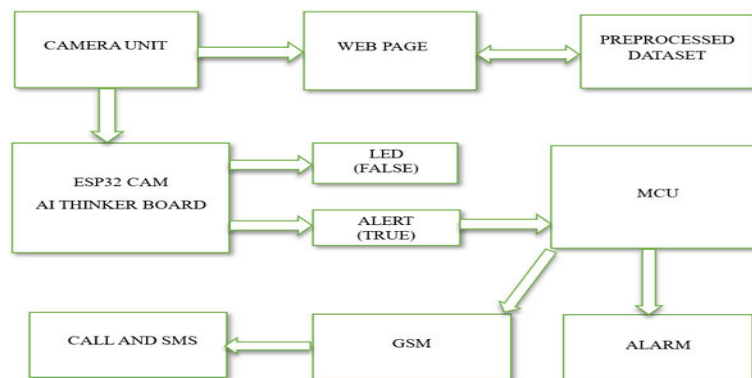 CAMERA UNIT
WEB PAGE
PREPROCESSED
DATASET
ESP32 CAM
AI THINKER BOARD
LED
(FALSE)
ALERT
(TRUE)
MCU
CALL AND SMS
GSM
ALARM